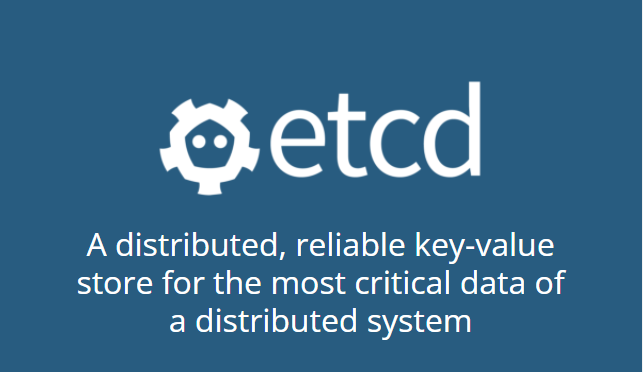 etcd
A distributed, reliable key-value
store for the most critical data of
a distributed system